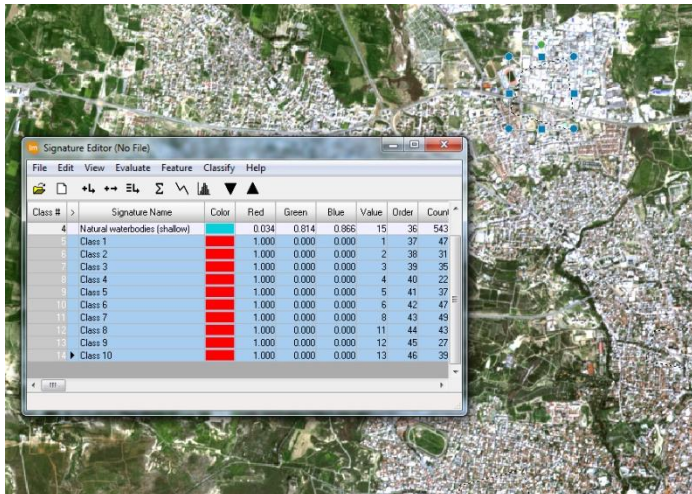 Signature Editor (No File)
File Edit View Evaluate Feature Classify Help
Class # > Signature Name Color Red Green Blue Value Order Count
4 Natural waterbodies (shallow) 0.034 0.814 0.866 15 36 543
5 Class 1 1.000 0.000 0.000 1 37 47
6 Class 2 1.000 0.000 0.000 2 38 31
7 Class 3 1.000 0.000 0.000 3 39 35
8 Class 4 1.000 0.000 0.000 4 40 22
9 Class 5 1.000 0.000 0.000 5 41 37
10 Class 6 1.000 0.000 0.000 6 42 47
11 Class 7 1.000 0.000 0.000 8 43 49
12 Class 8 1.000 0.000 0.000 11 44 43
13 Class 9 1.000 0.000 0.000 12 45 27
14 Class 10 1.000 0.000 0.000 13 46 39